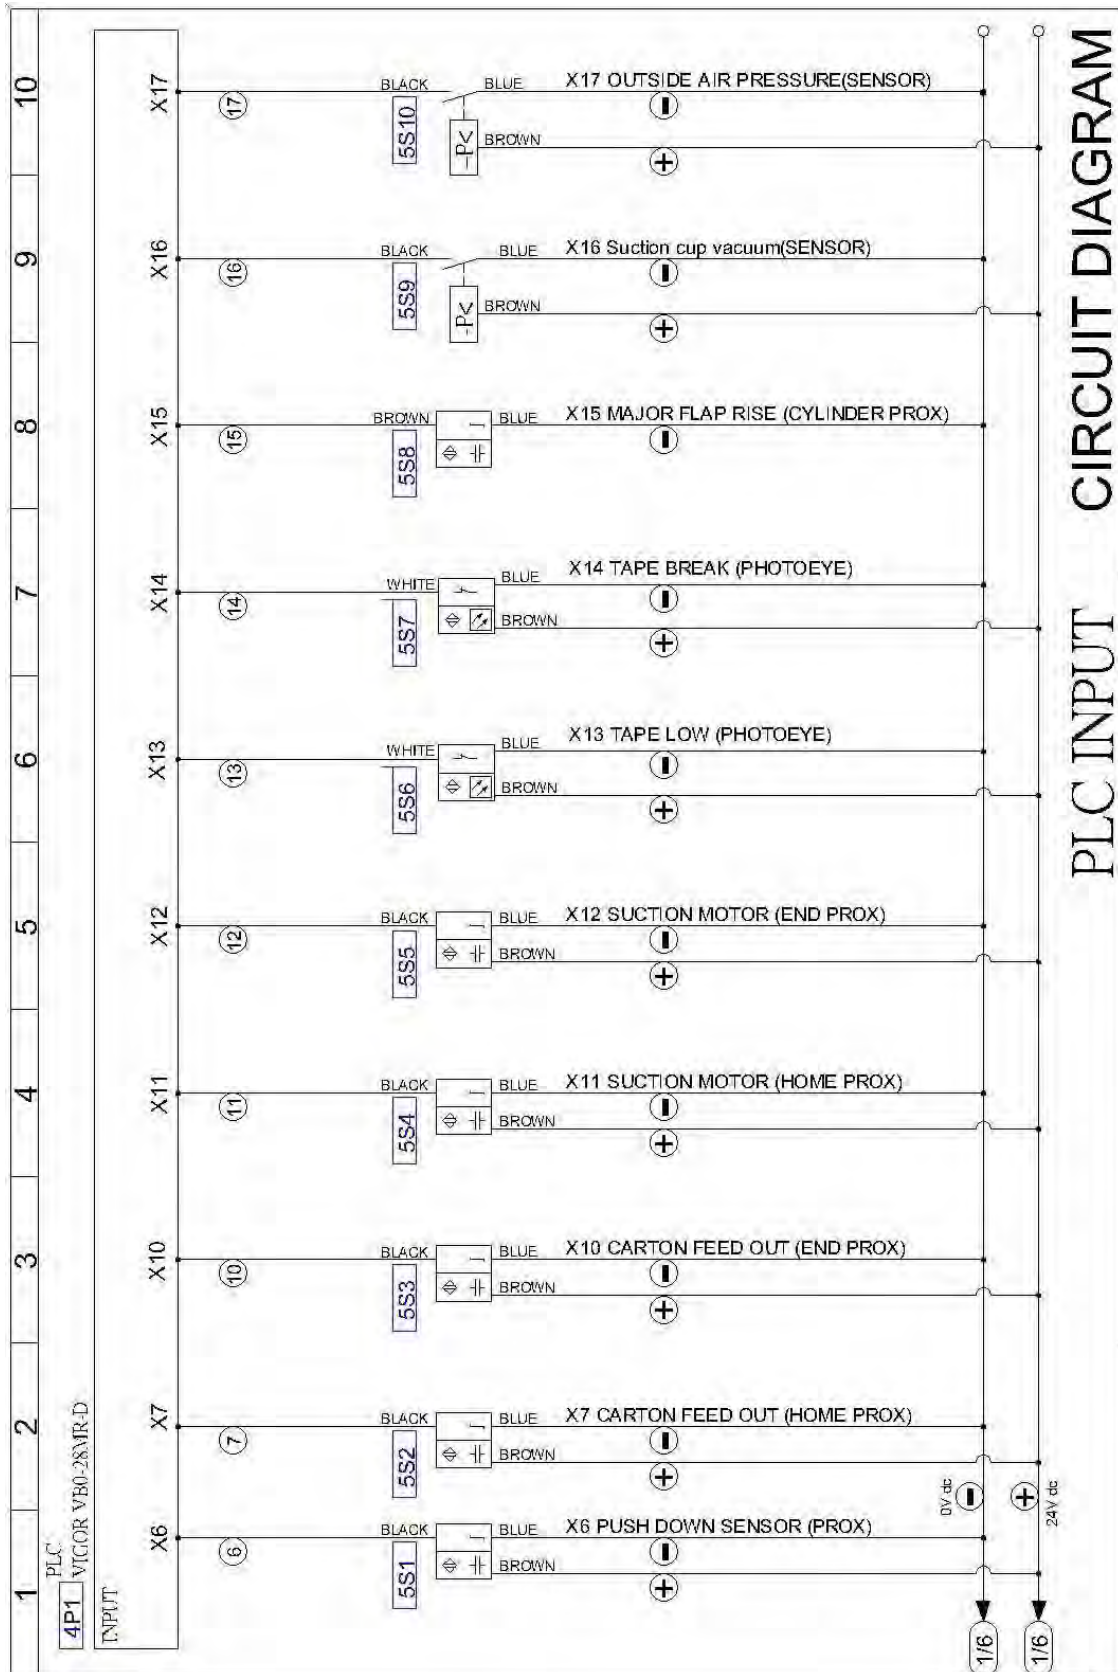 10
9
8
7
6
5
4
3
2
1
PLC
4P1 VIGOR VB0-28MR-D
INPUT
X17
17
BLACK
5S10
-P<
BLUE
BROWN
X17 OUTSIDE AIR PRESSURE(SENSOR)
X16
16
BLACK
5S9
-P<
BLUE
BROWN
X16 Suction cup vacuum(SENSOR)
X15
15
BROWN
5S8
BLUE
X15 MAJOR FLAP RISE (CYLINDER PROX)
X14
14
WHITE
5S7
BLUE
BROWN
X14 TAPE BREAK (PHOTOEYE)
X13
13
WHITE
5S6
BLUE
BROWN
X13 TAPE LOW (PHOTOEYE)
X12
12
BLACK
5S5
BLUE
BROWN
X12 SUCTION MOTOR (END PROX)
X11
11
BLACK
5S4
BLUE
BROWN
X11 SUCTION MOTOR (HOME PROX)
X10
10
BLACK
5S3
BLUE
BROWN
X10 CARTON FEED OUT (END PROX)
X7
7
BLACK
5S2
BLUE
BROWN
X7 CARTON FEED OUT (HOME PROX)
X6
6
BLACK
5S1
BLUE
BROWN
X6 PUSH DOWN SENSOR (PROX)
0V dc
24V dc
1/6
1/6
PLC INPUT CIRCUIT DIAGRAM